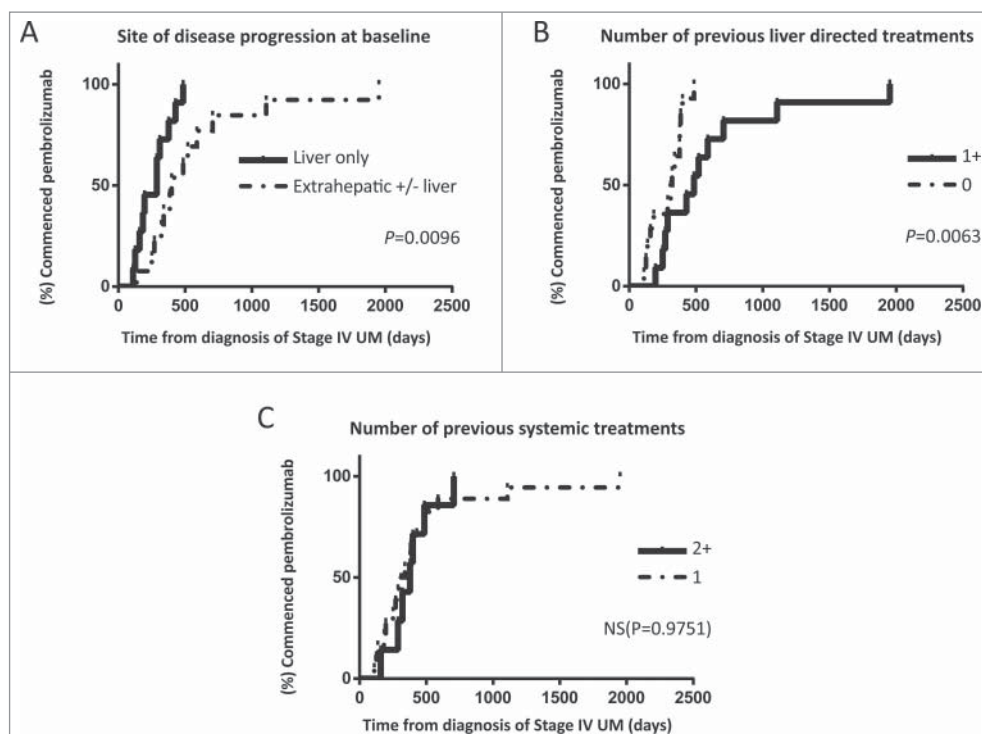 A
Site of disease progression at baseline
(%) Commenced pembrolizumab
100
50
0
Liver only
Extrahepatic +/- liver
P=0.0096
0 500 1000 1500 2000 2500
Time from diagnosis of Stage IV UM (days)
B
Number of previous liver directed treatments
(%) Commenced pembrolizumab
100
50
0
1+
0
P=0.0063
0 500 1000 1500 2000 2500
Time from diagnosis of Stage IV UM (days)
C
Number of previous systemic treatments
(%) Commenced pembrolizumab
100
50
0
2+
1
NS(P=0.9751)
0 500 1000 1500 2000 2500
Time from diagnosis of Stage IV UM (days)